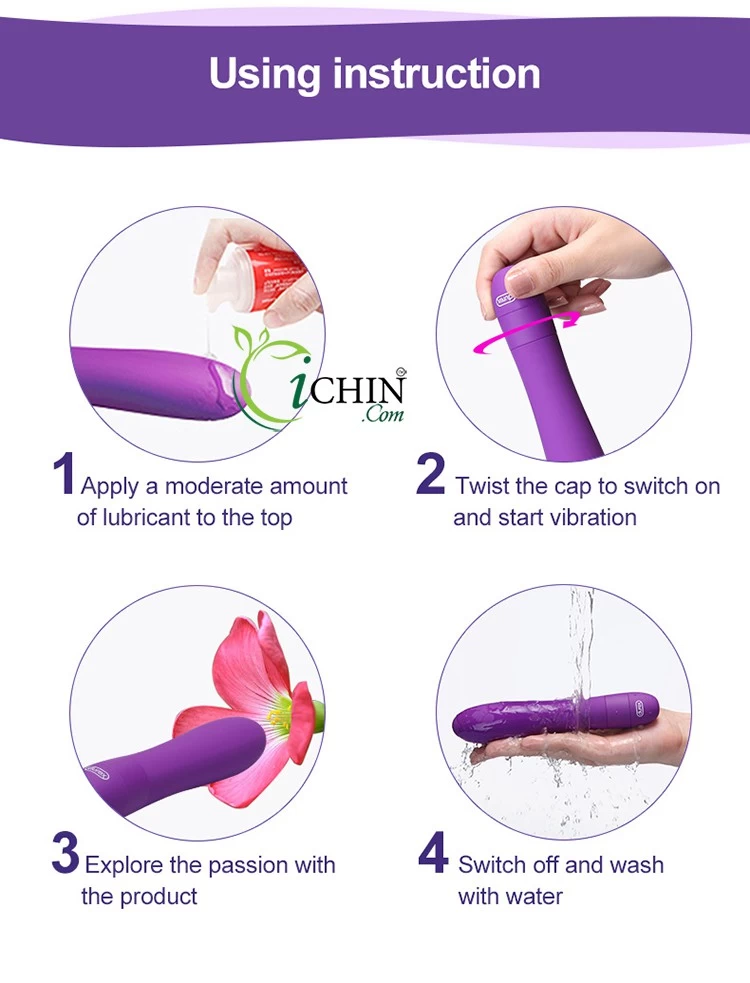 Using instruction
iCHIN
.Com
1 Apply a moderate amount
of lubricant to the top
2 Twist the cap to switch on
and start vibration
3 Explore the passion with
the product
4 Switch off and wash
with water